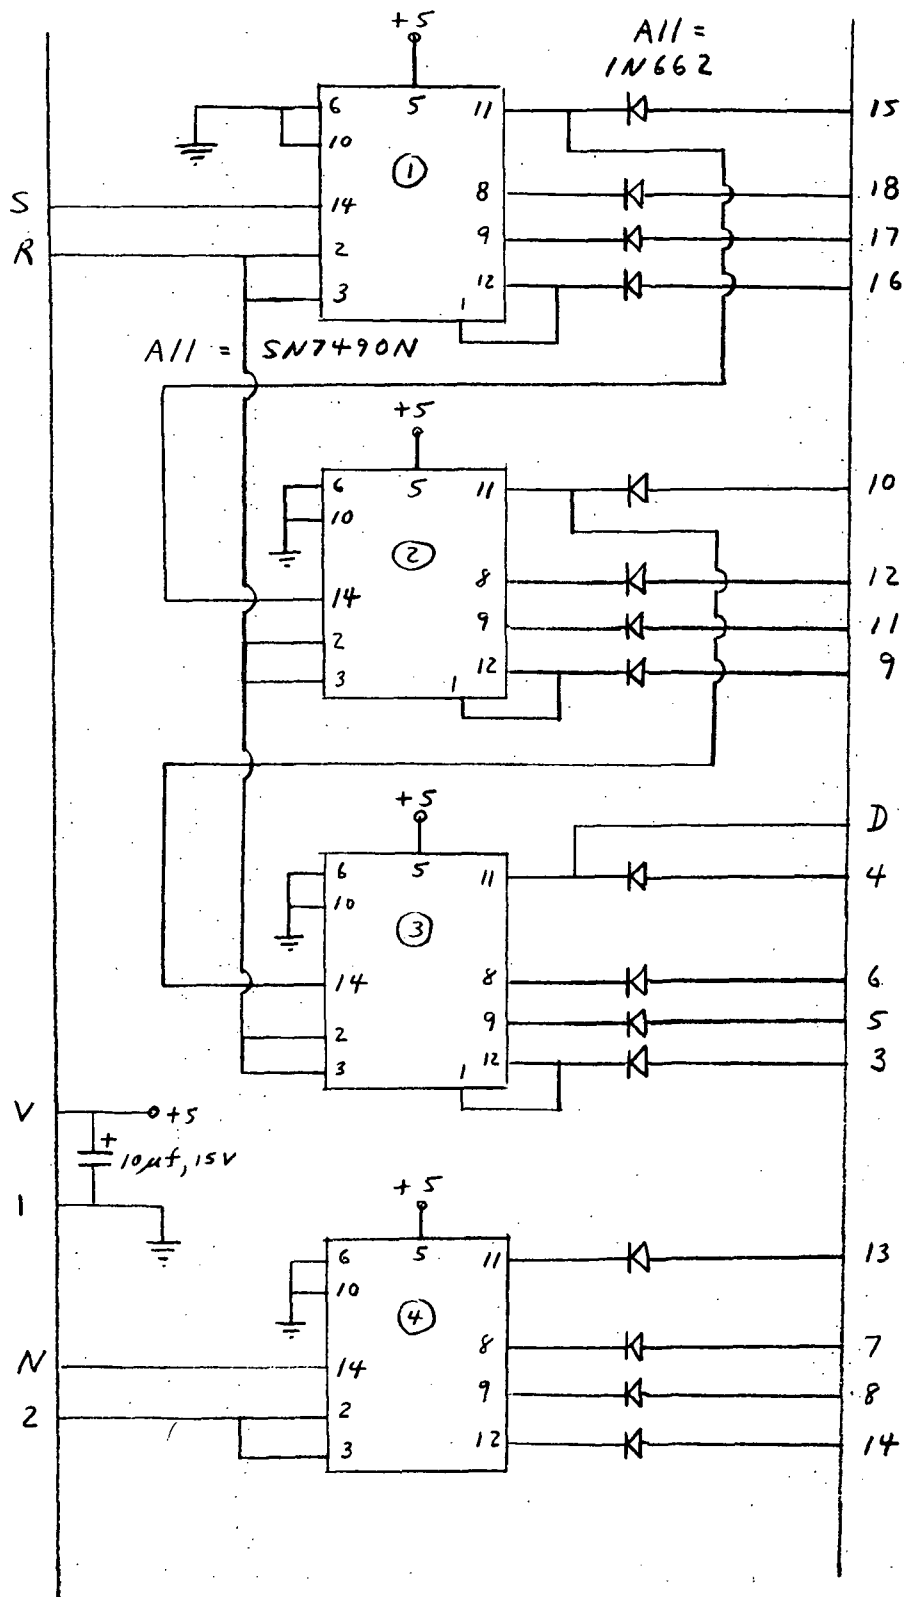 +5
All =
1N662
6 5 11 15
10
1
8 18
S 14
9 17
R 2
12 16
3 1
All = SN7490N
+5
6 5 11 10
10
2
8 12
14
9 11
2
12 9
3 1
+5
D
6 5 11 4
10
3
14 8 6
9 5
2
12 3
3 1
V +5
+
10µf, 15V
1
+5
6 5 11 13
10
4
N 14 8 7
9 8
2 2
12 14
3